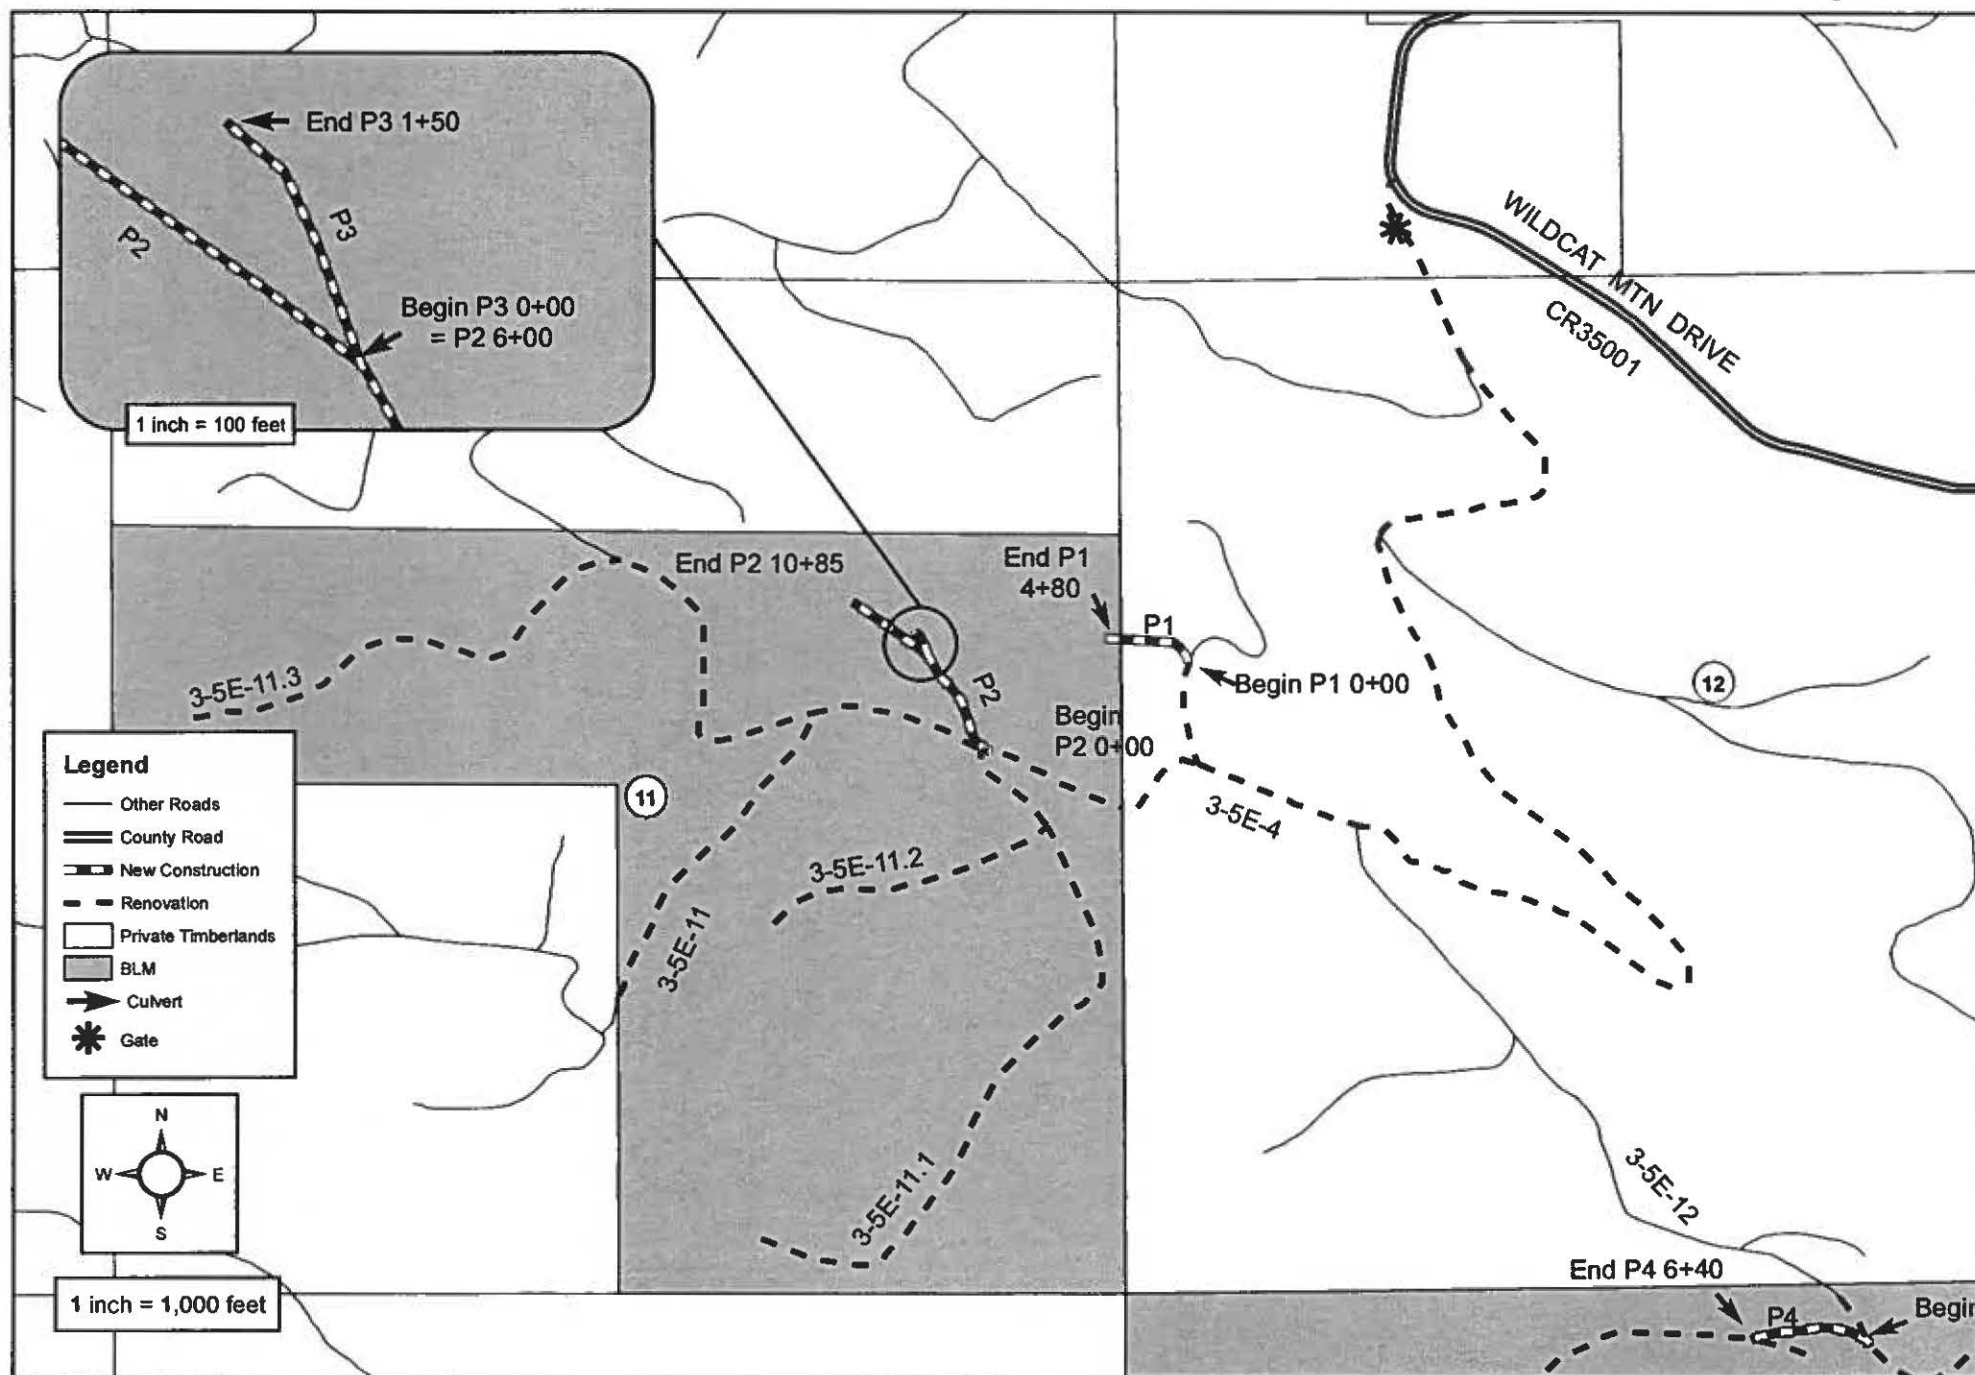 End P3 1+50
P3
P2
Begin P3 0+00
= P2 6+00
1 inch = 100 feet
WILDCAT MTN DRIVE
CR35001
End P2 10+85
End P1
4+80
P1
Begin P1 0+00
P2
Begin
P2 0+00
12
3-5E-11.3
11
3-5E-4
3-5E-11.2
3-5E-11
3-5E-11.1
3-5E-12
Legend
Other Roads
County Road
New Construction
Renovation
Private Timberlands
BLM
Culvert
Gate
N
W E
S
1 inch = 1,000 feet
End P4 6+40
P4
Begin